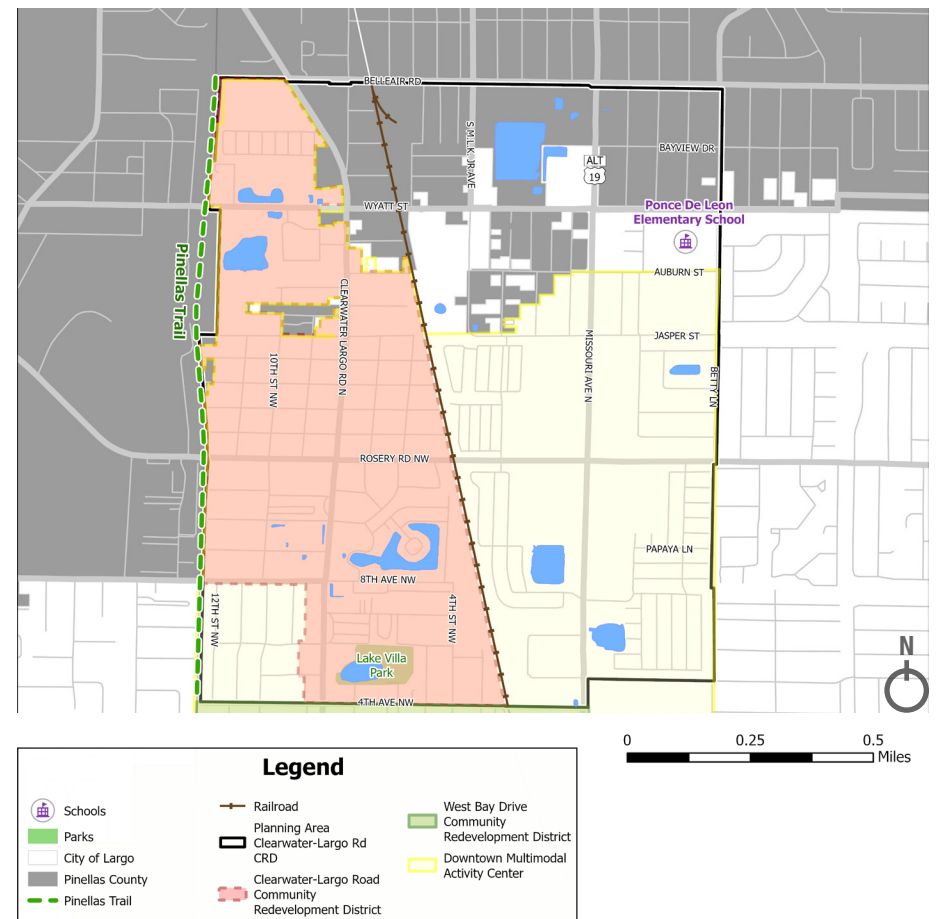 BELLEAIR RD
S M.L.K. JR AVE
BAYVIEW DR
ALT
19
WYATT ST
Ponce De Leon
Elementary School
Pinellas Trail
AUBURN ST
CLEARWATER LARGO RD N
MISSOURI AVE N
JASPER ST
10TH ST NW
BETTY LN
ROSERY RD NW
PAPAYA LN
8TH AVE NW
12TH ST NW
4TH ST NW
N
Lake Villa
Park
4TH AVE NW
0
0.25
0.5
Miles
Legend
Schools
Parks
City of Largo
Pinellas County
Pinellas Trail
Railroad
Planning Area
Clearwater-Largo Rd
CRD
Clearwater-Largo Road
Community
Redevelopment District
West Bay Drive
Community
Redevelopment District
Downtown Multimodal
Activity Center